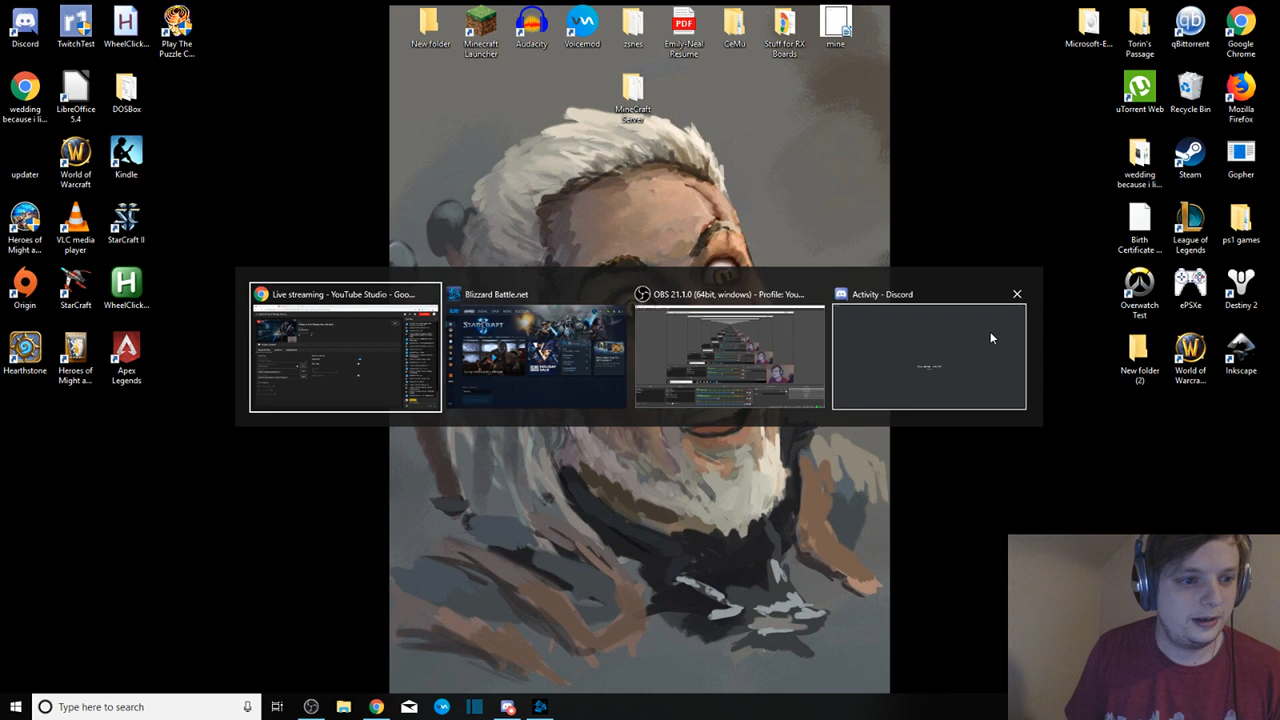 Discord
TwitchTest
WheelClick...
Play The
Puzzle C...
wedding
because i li...
LibreOffice
5.4
DOSBox
updater
World of
Warcraft
Kindle
Heroes of
Might a...
VLC media
player
StarCraft II
Origin
StarCraft
WheelClick...
Hearthstone
Heroes of
Might a...
Apex
Legends
New folder
Minecraft
Launcher
Audacity
Voicemod
zsnes
PDF
Emily-Neal
Resume
CeMu
Stuff for RX
Boards
mine
MineCraft
Server
Microsoft-E...
Torin's
Passage
qb
qBittorrent
Google
Chrome
uTorrent Web
Recycle Bin
Mozilla
Firefox
wedding
because i li...
Steam
Gopher
Birth
Certificate ...
League of
Legends
ps1 games
Overwatch
Test
ePSXe
Destiny 2
New folder
(2)
World of
Warcra...
Inkscape
Live streaming - YouTube Studio - Goo...
Blizzard Battle.net
OBS 21.1.0 (64bit, windows) - Profile: You...
Activity - Discord
STARCRAFT
Type here to search